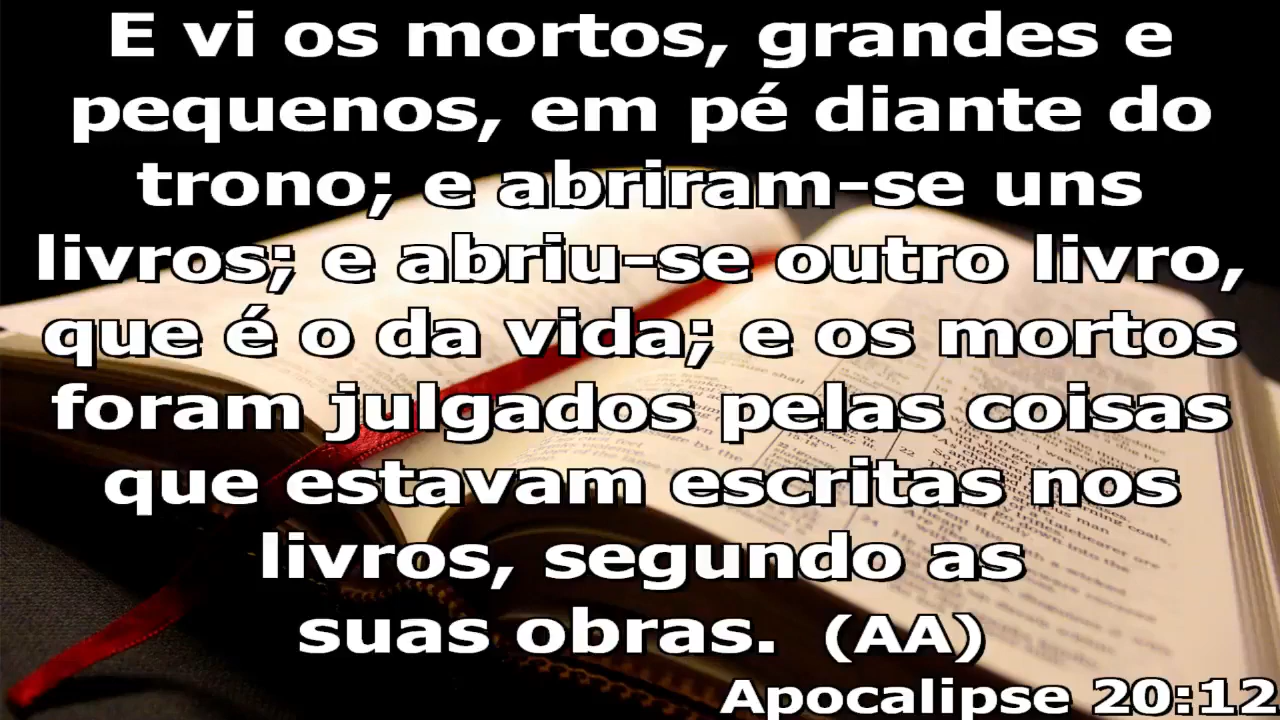 E vi os mortos, grandes e
pequenos, em pé diante do
trono; e abriram-se uns
livros; e abriu-se outro livro,
que é o da vida; e os mortos
foram julgados pelas coisas
que estavam escritas nos
livros, segundo as
suas obras. (AA)
Apocalipse 20:12